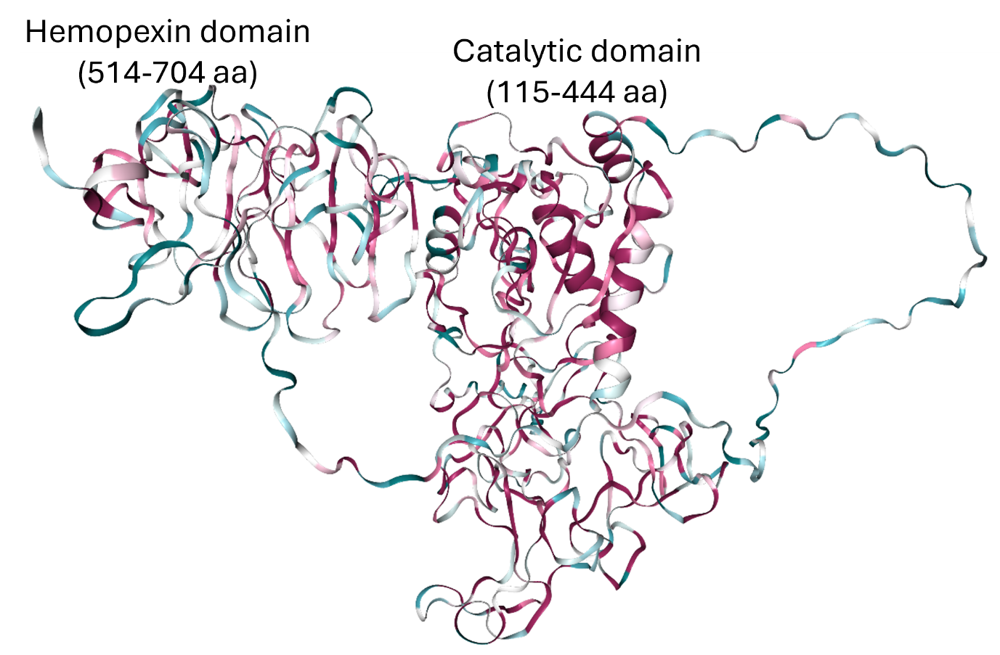 Hemopexin domain
(514-704 aa)
Catalytic domain
(115-444 aa)